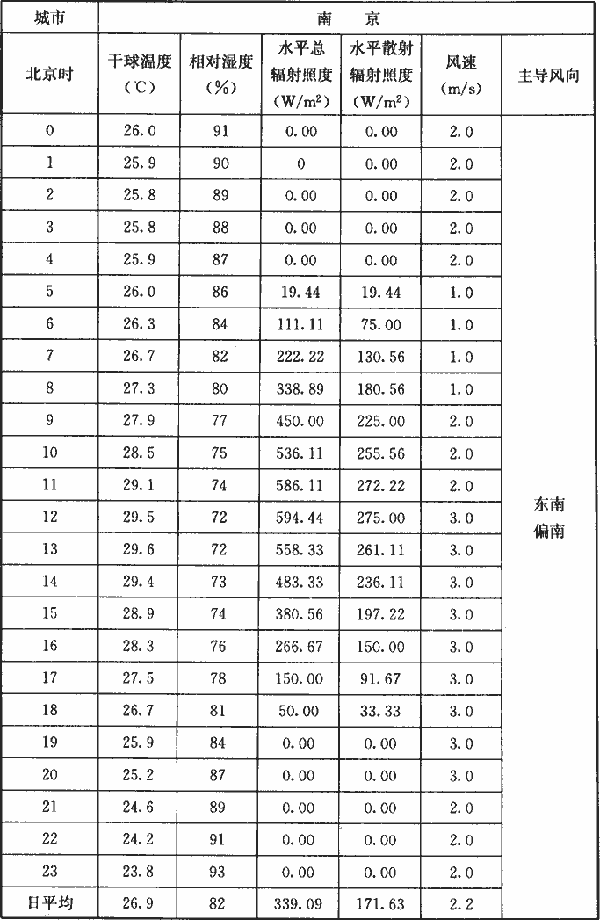 城市 南 京
北京时 干球温度(℃) 相对湿度(%) 水平总辐射照度(W/m²) 水平散射辐射照度(W/m²) 风速(m/s) 主导风向
0 26.0 91 0.00 0.00 2.0
1 25.9 90 0 0.00 2.0
2 25.8 89 0.00 0.00 2.0
3 25.8 88 0.00 0.00 2.0
4 25.9 87 0.00 0.00 2.0
5 26.0 86 19.44 19.44 1.0
6 26.3 84 111.11 75.00 1.0
7 26.7 82 222.22 130.56 1.0
8 27.3 80 338.89 180.56 1.0
9 27.9 77 450.00 225.00 2.0
10 28.5 75 536.11 255.56 2.0
11 29.1 74 586.11 272.22 2.0
12 29.5 72 594.44 275.00 3.0
东南
偏南
13 29.6 72 558.33 261.11 3.0
14 29.4 73 483.33 236.11 3.0
15 28.9 74 380.56 197.22 3.0
16 28.3 76 266.67 150.00 3.0
17 27.5 78 150.00 91.67 3.0
18 26.7 81 50.00 33.33 3.0
19 25.9 84 0.00 0.00 3.0
20 25.2 87 0.00 0.00 3.0
21 24.6 89 0.00 0.00 2.0
22 24.2 91 0.00 0.00 2.0
23 23.8 93 0.00 0.00 2.0
日平均 26.9 82 339.09 171.63 2.2